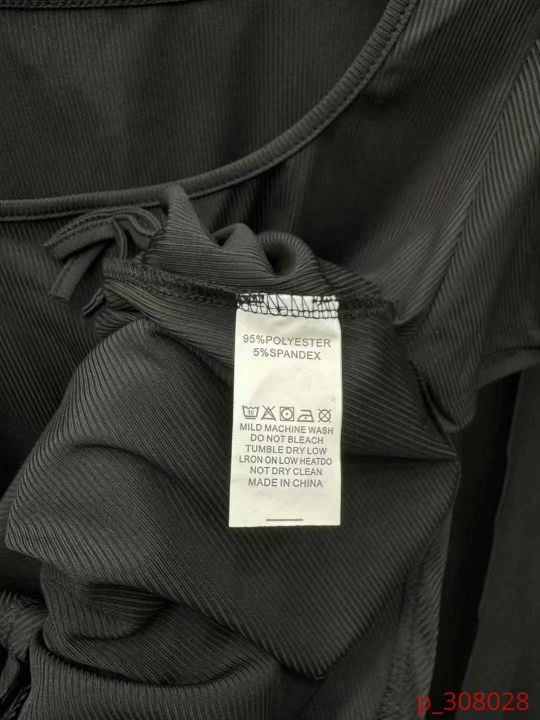 95%POLYESTER
5%SPANDEX
MILD MACHINE WASH
DO NOT BLEACH
TUMBLE DRY LOW
LRON ON LOW HEATDO
NOT DRY CLEAN
MADE IN CHINA
p_308028